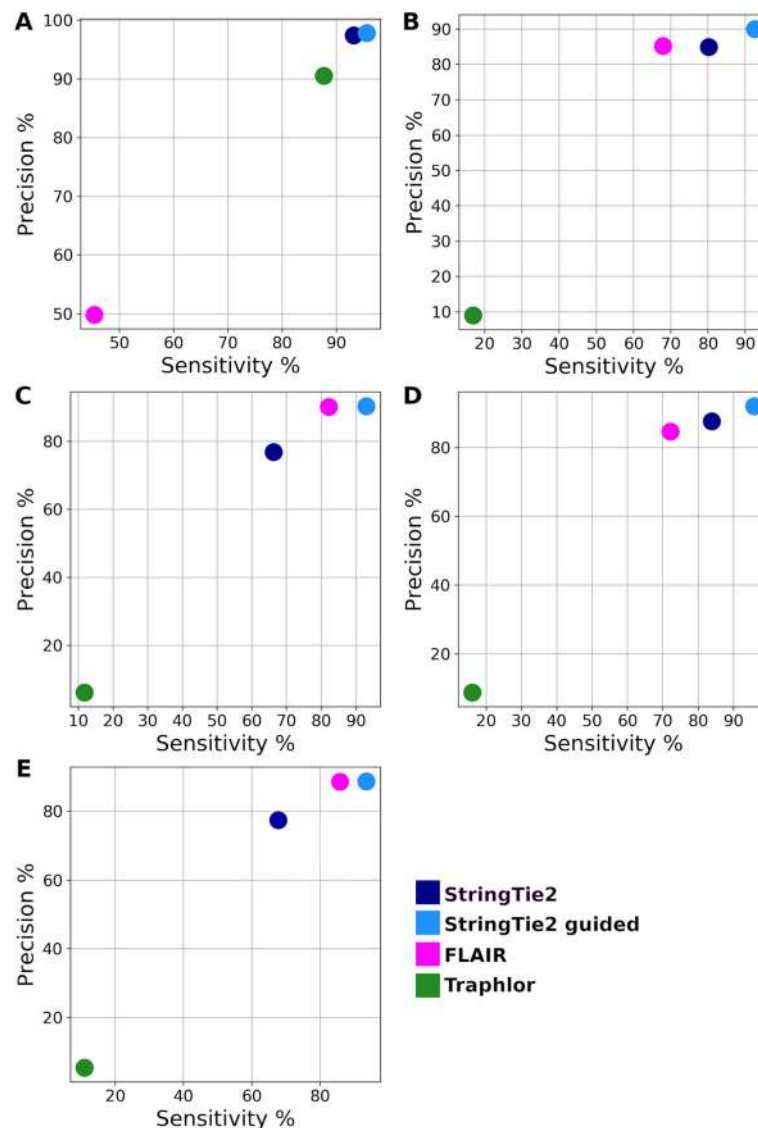 A
Precision %
100
90
80
70
60
50
50 60 70 80 90
Sensitivity %
B
Precision %
90
80
70
60
50
40
30
20
10
20 30 40 50 60 70 80 90
Sensitivity %
C
Precision %
80
60
40
20
10 20 30 40 50 60 70 80 90
Sensitivity %
D
Precision %
80
60
40
20
20 30 40 50 60 70 80 90
Sensitivity %
E
Precision %
80
60
40
20
20 40 60 80
Sensitivity %
StringTie2
StringTie2 guided
FLAIR
Traphlor